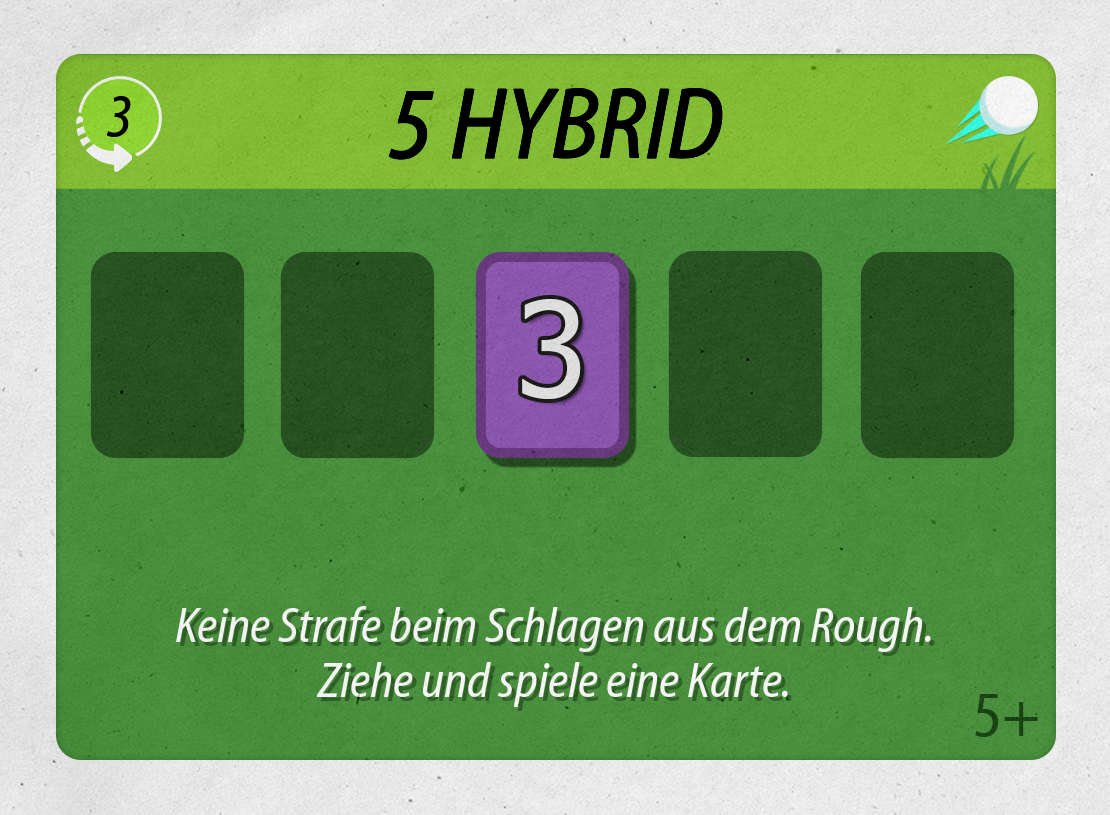 3
5 HYBRID
3
Keine Strafe beim Schlagen aus dem Rough.
Ziehe und spiele eine Karte.
5+